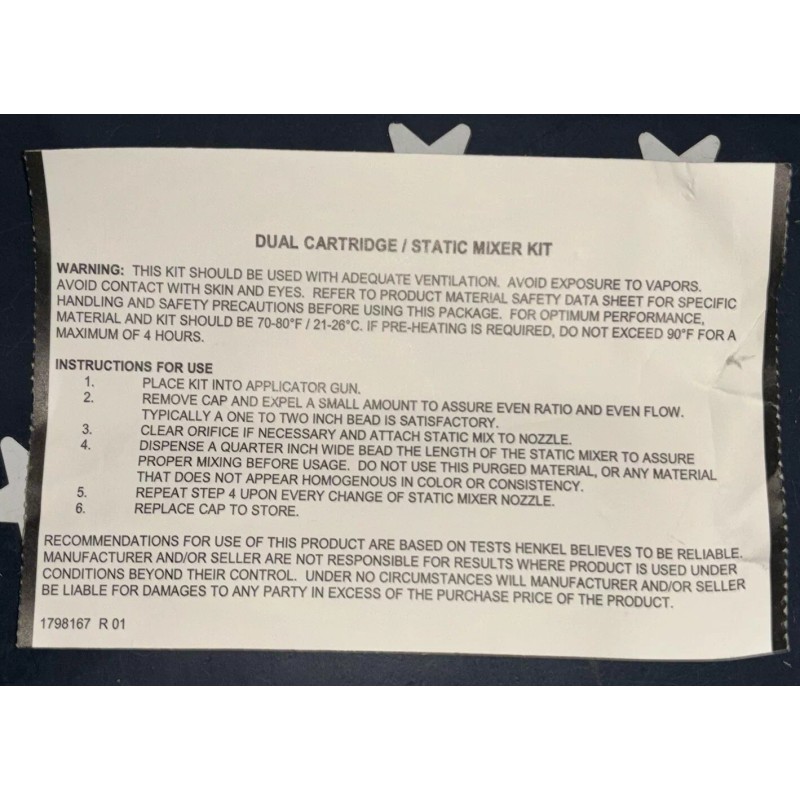 DUAL CARTRIDGE / STATIC MIXER KIT
WARNING: THIS KIT SHOULD BE USED WITH ADEQUATE VENTILATION. AVOID EXPOSURE TO VAPORS.
AVOID CONTACT WITH SKIN AND EYES. REFER TO PRODUCT MATERIAL SAFETY DATA SHEET FOR SPECIFIC
HANDLING AND SAFETY PRECAUTIONS BEFORE USING THIS PACKAGE. FOR OPTIMUM PERFORMANCE,
MATERIAL AND KIT SHOULD BE 70-80°F / 21-26°C. IF PRE-HEATING IS REQUIRED, DO NOT EXCEED 90°F FOR A
MAXIMUM OF 4 HOURS.
INSTRUCTIONS FOR USE
1. PLACE KIT INTO APPLICATOR GUN.
2. REMOVE CAP AND EXPEL A SMALL AMOUNT TO ASSURE EVEN RATIO AND EVEN FLOW.
TYPICALLY A ONE TO TWO INCH BEAD IS SATISFACTORY.
3. CLEAR ORIFICE IF NECESSARY AND ATTACH STATIC MIX TO NOZZLE.
4. DISPENSE A QUARTER INCH WIDE BEAD THE LENGTH OF THE STATIC MIXER TO ASSURE
PROPER MIXING BEFORE USAGE. DO NOT USE THIS PURGED MATERIAL, OR ANY MATERIAL
THAT DOES NOT APPEAR HOMOGENOUS IN COLOR OR CONSISTENCY.
5. REPEAT STEP 4 UPON EVERY CHANGE OF STATIC MIXER NOZZLE.
6. REPLACE CAP TO STORE.
RECOMMENDATIONS FOR USE OF THIS PRODUCT ARE BASED ON TESTS HENKEL BELIEVES TO BE RELIABLE.
MANUFACTURER AND/OR SELLER ARE NOT RESPONSIBLE FOR RESULTS WHERE PRODUCT IS USED UNDER
CONDITIONS BEYOND THEIR CONTROL. UNDER NO CIRCUMSTANCES WILL MANUFACTURER AND/OR SELLER
BE LIABLE FOR DAMAGES TO ANY PARTY IN EXCESS OF THE PURCHASE PRICE OF THE PRODUCT.
1798167 R 01